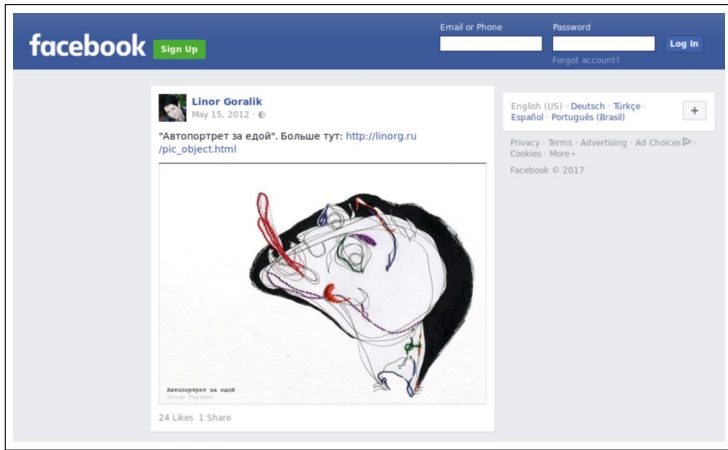 facebook
Sign Up
Email or Phone
Password
Log In
Forgot account?
Linor Goralik
May 15, 2012 ·
"Автопортрет за едой". Больше тут: http://linorg.ru
/pic_object.html
Автопортрет за едой
Линор Горалик
24 Likes 1 Share
English (US) · Deutsch · Türkçe ·
Español · Português (Brasil)
+
Privacy · Terms · Advertising · Ad Choices ·
Cookies · More
Facebook © 2017